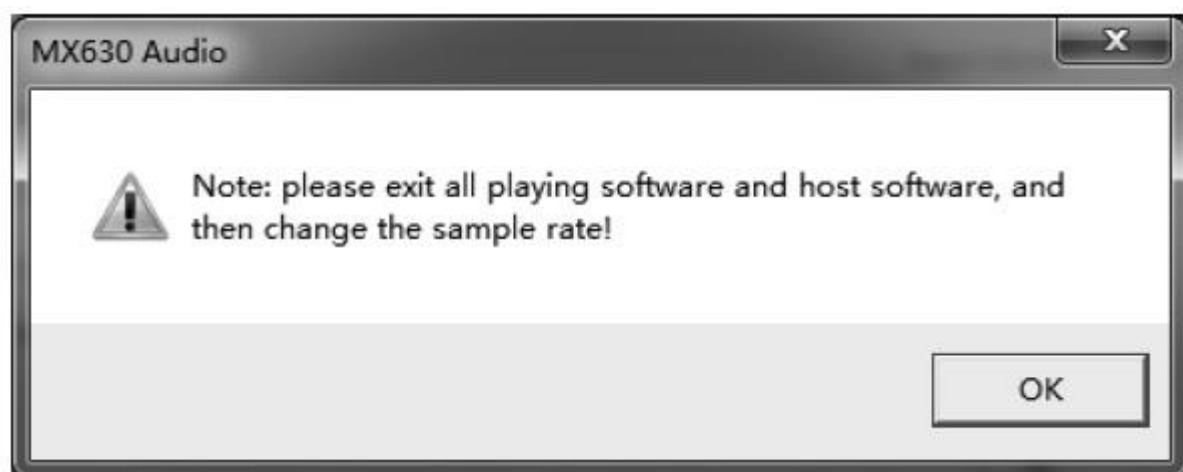 MX630 Audio
Note: please exit all playing software and host software, and
then change the sample rate!
OK